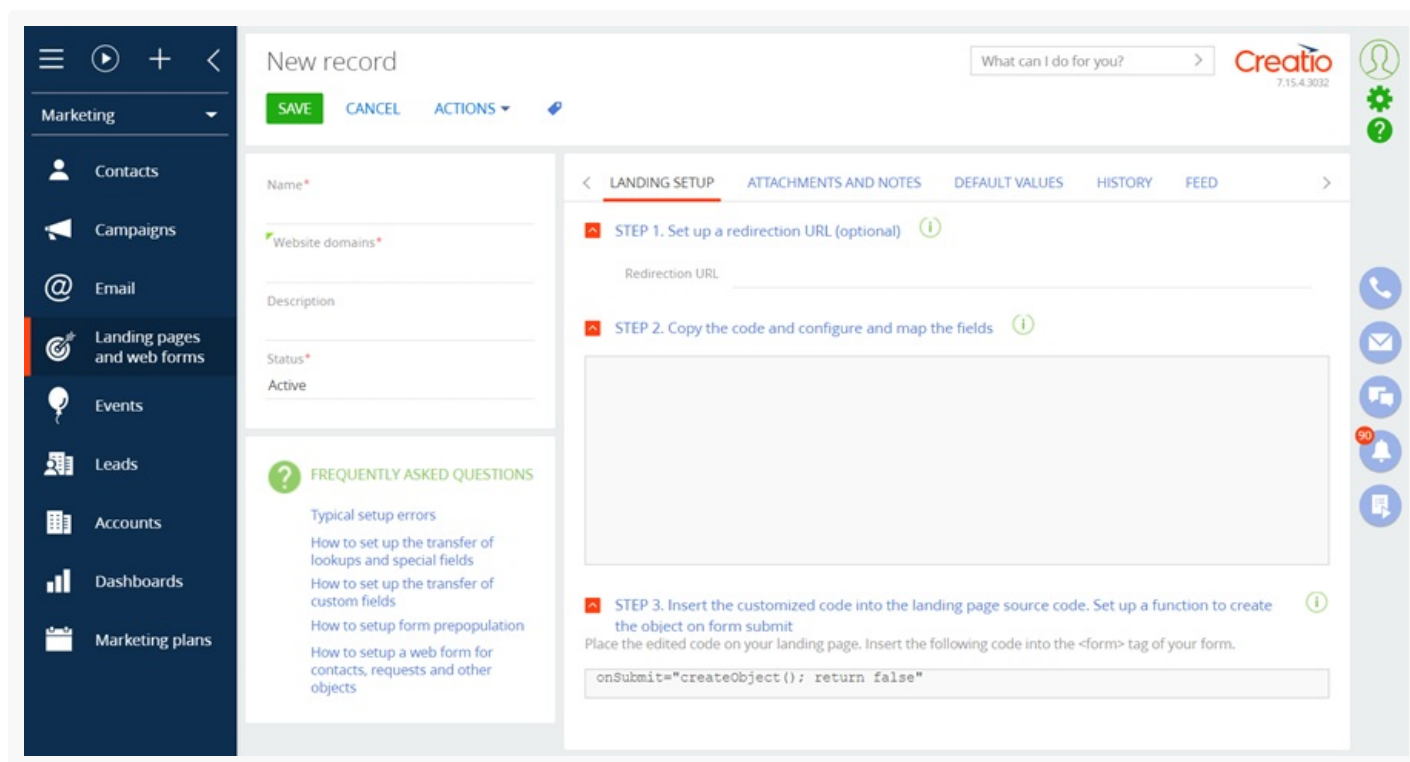 New record
What can I do for you?
Creatio
7.15.4.3032
SAVE
CANCEL
ACTIONS
Marketing
Contacts
Campaigns
Email
Landing pages
and web forms
Events
Leads
Accounts
Dashboards
Marketing plans
Name*
Website domains*
Description
Status*
Active
FREQUENTLY ASKED QUESTIONS
Typical setup errors
How to set up the transfer of
lookups and special fields
How to set up the transfer of
custom fields
How to setup form prepopulation
How to setup a web form for
contacts, requests and other
objects
LANDING SETUP
ATTACHMENTS AND NOTES
DEFAULT VALUES
HISTORY
FEED
STEP 1. Set up a redirection URL (optional)
Redirection URL
STEP 2. Copy the code and configure and map the fields
STEP 3. Insert the customized code into the landing page source code. Set up a function to create
the object on form submit
Place the edited code on your landing page. Insert the following code into the <form> tag of your form.
onSubmit="createObject(); return false"
90